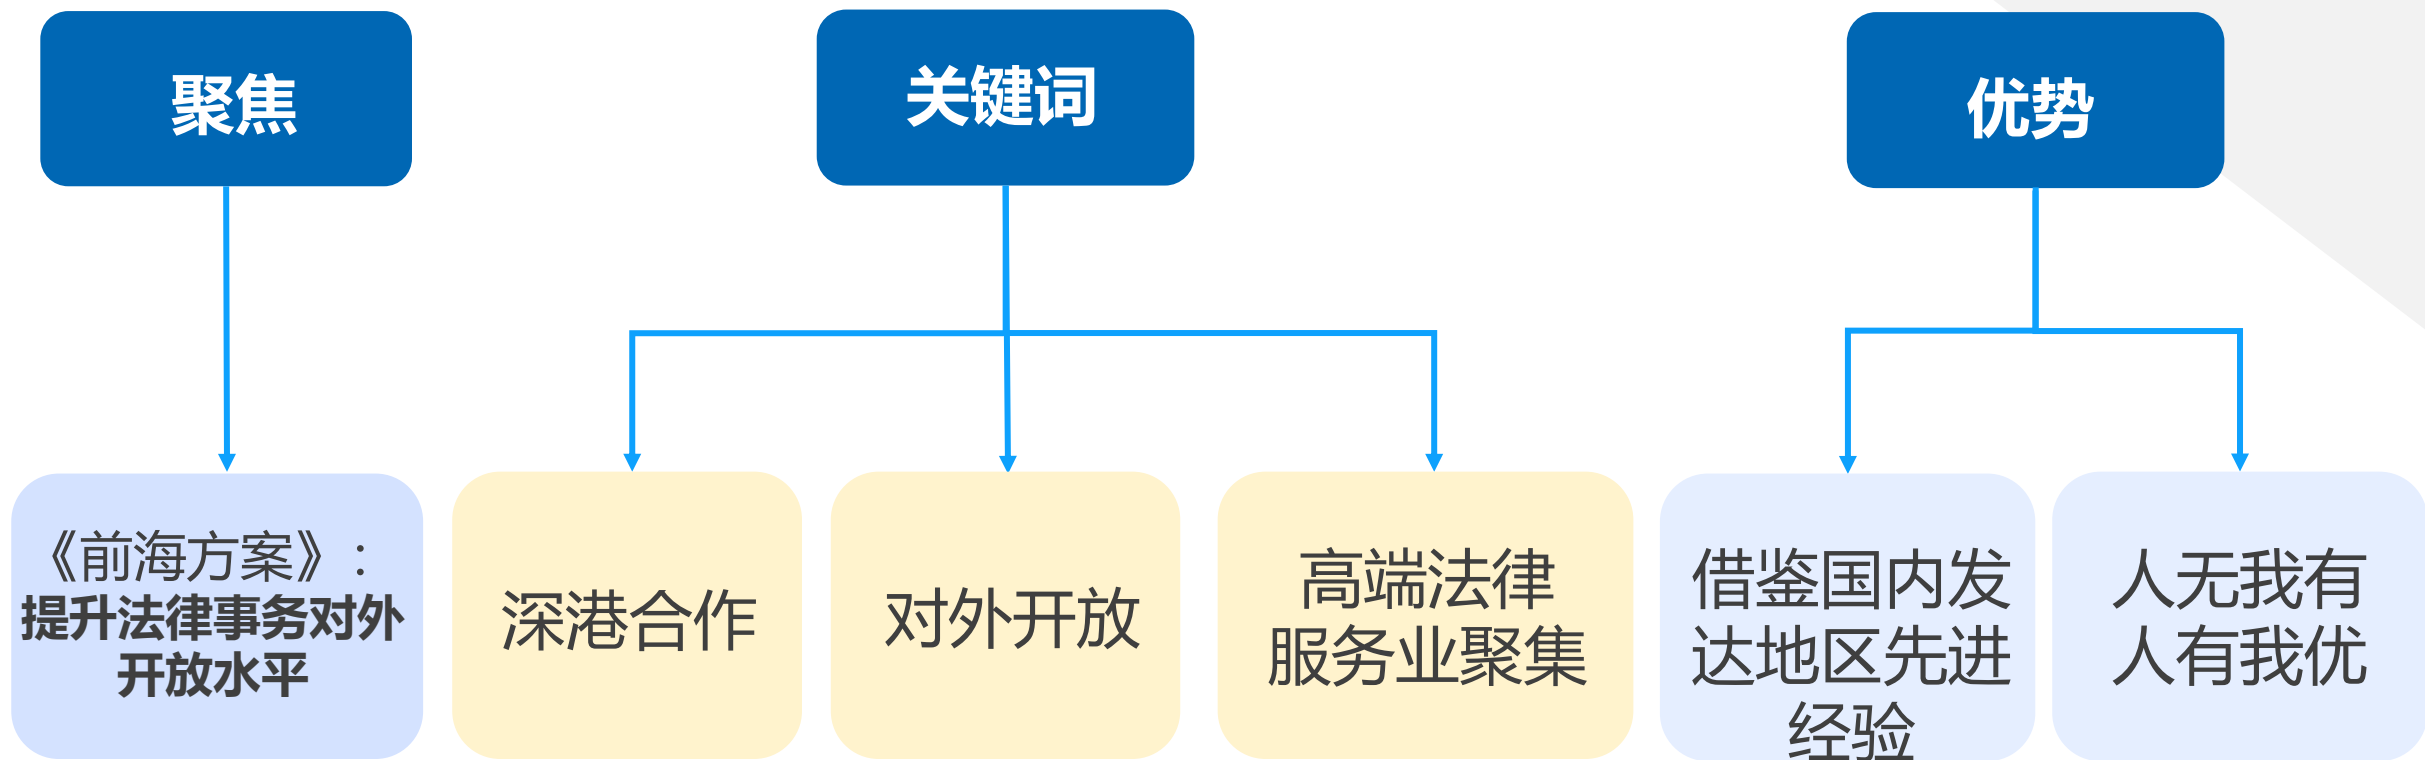 聚焦
关键词
优势
《前海方案》：
提升法律事务对外
开放水平
深港合作
对外开放
高端法律
服务业聚集
借鉴国内发
达地区先进
经验
人无我有
人有我优